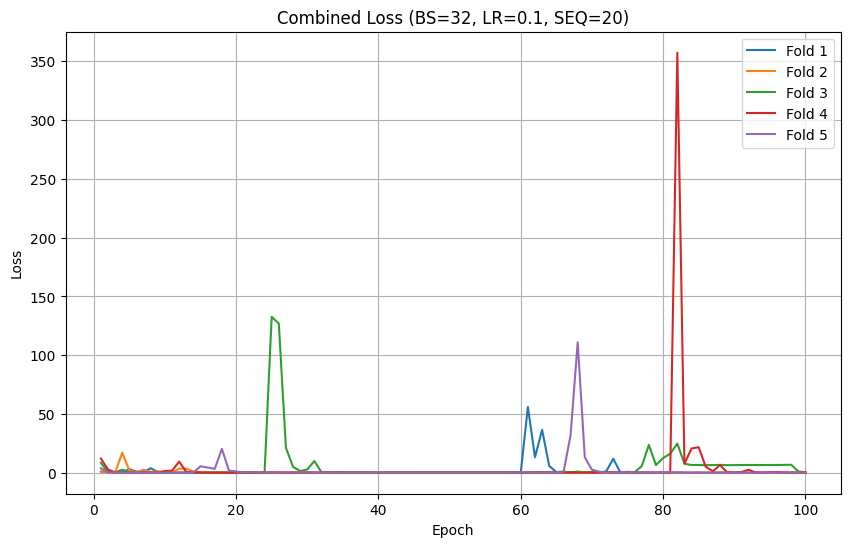 Combined Loss (BS=32, LR=0.1, SEQ=20)
Loss
350
300
250
200
150
100
50
0
0 20 40 60 80 100
Epoch
Fold 1
Fold 2
Fold 3
Fold 4
Fold 5